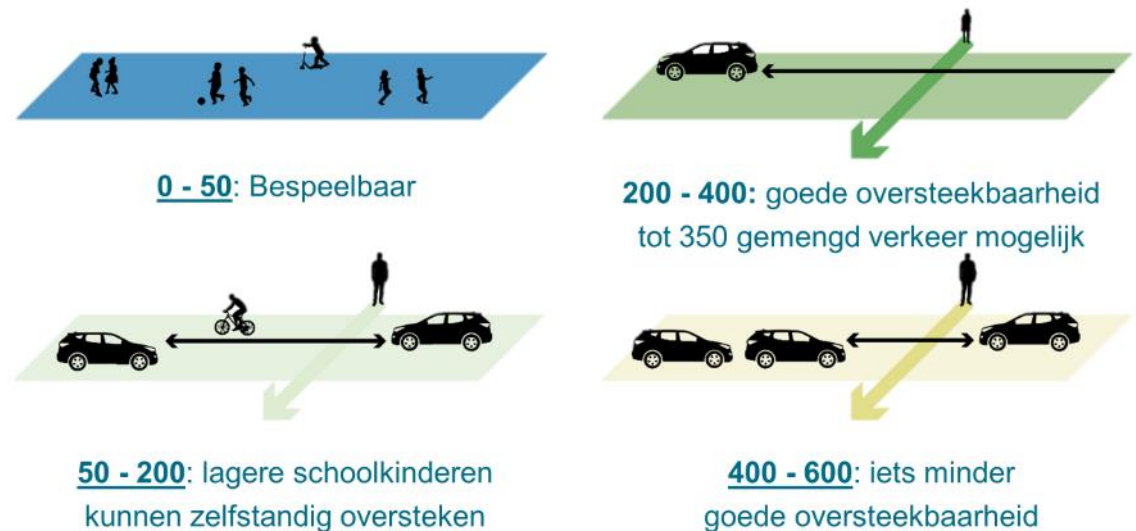 0 - 50: Bespeelbaar
200 - 400: goede oversteekbaarheid
tot 350 gemengd verkeer mogelijk
50 - 200: lagere schoolkinderen
kunnen zelfstandig oversteken
400 - 600: iets minder
goede oversteekbaarheid